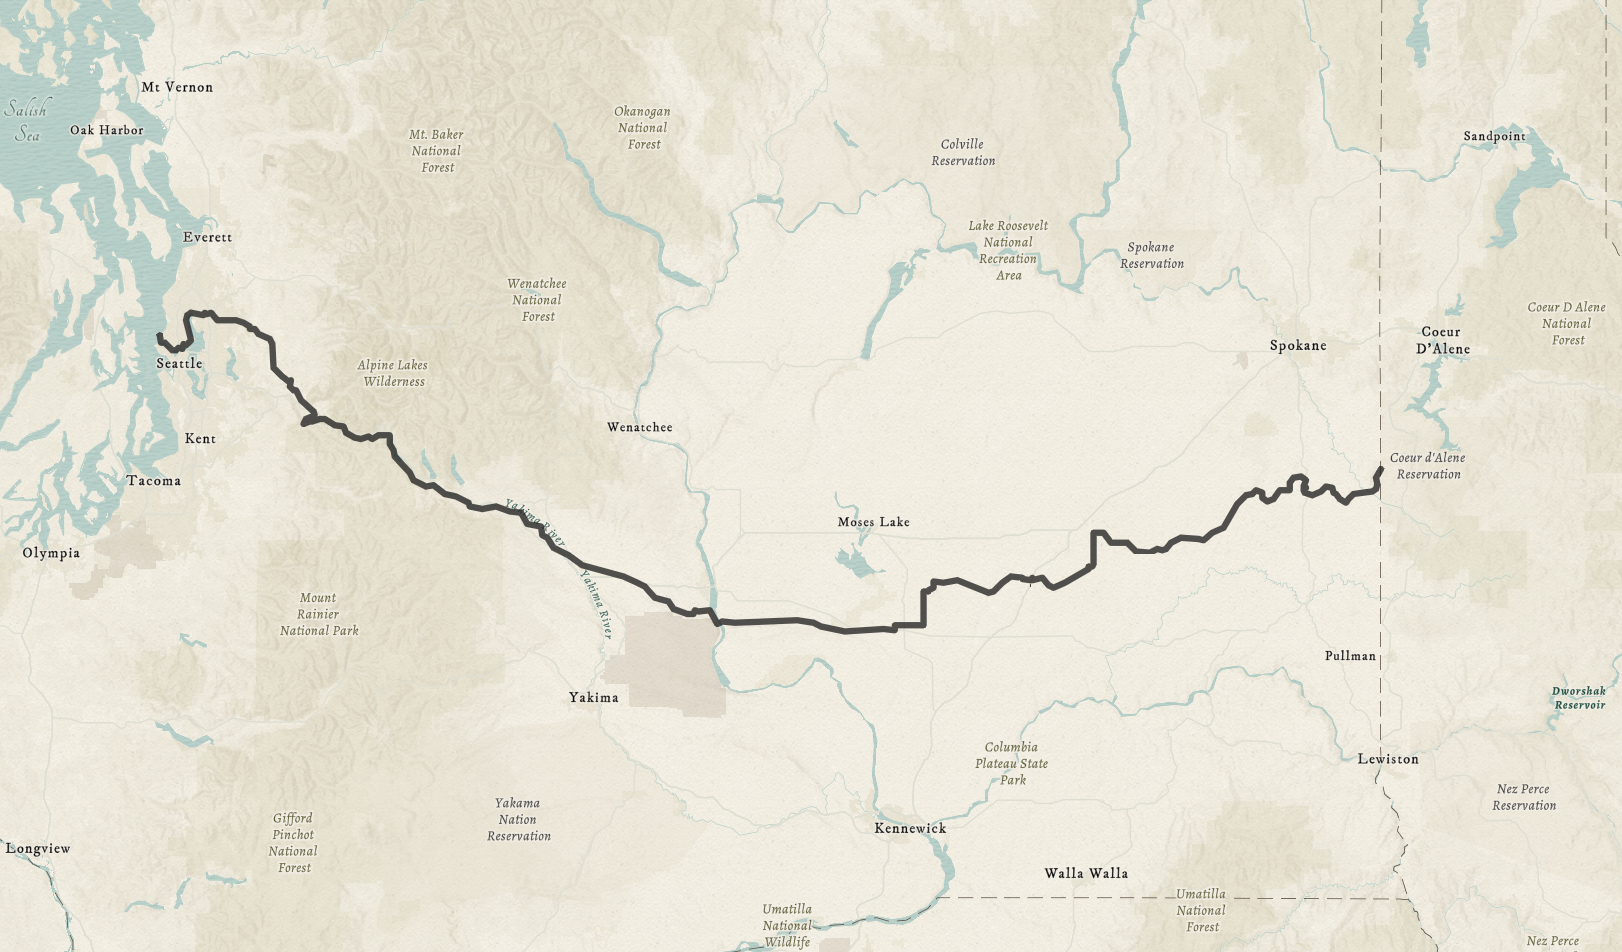 Mt Vernon
Salish
Sea
Oak Harbor
Mt. Baker
National
Forest
Okanogan
National
Forest
Colville
Reservation
Sandpoint
Everett
Lake Roosevelt
National
Recreation
Area
Spokane
Reservation
Wenatchee
National
Forest
Coeur D Alene
National
Forest
Coeur
D'Alene
Spokane
Seattle
Alpine Lakes
Wilderness
Wenatchee
Kent
Coeur d'Alene
Reservation
Tacoma
Yakima River
Moses Lake
Olympia
Yakima River
Mount
Rainier
National Park
Pullman
Yakima
Dworshak
Reservoir
Columbia
Plateau State
Park
Lewiston
Nez Perce
Reservation
Yakama
Nation
Reservation
Gifford
Pinchot
National
Forest
Kennewick
Longview
Walla Walla
Umatilla
National
Forest
Umatilla
National
Wildlife
Nez Perce